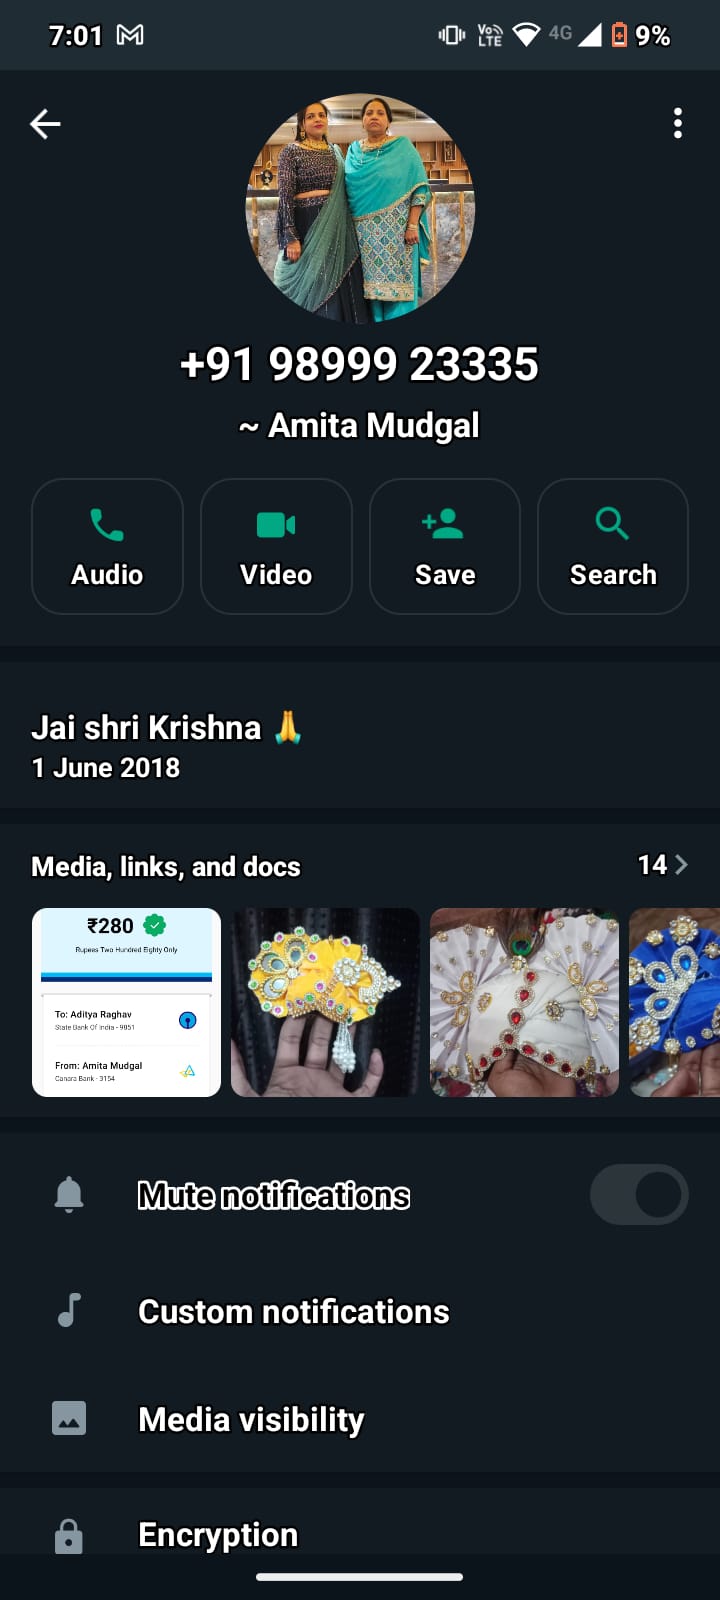 7:01
Vo LTE 4G 9%
+91 98999 23335
~ Amita Mudgal
Audio Video Save Search
Jai shri Krishna 🙏
1 June 2018
Media, links, and docs 14
₹280
Rupees Two Hundred Eighty Only
To: Aditya Raghav
State Bank Of India - 9051
From: Amita Mudgal
Canara Bank - 3154
Mute notifications
Custom notifications
Media visibility
Encryption